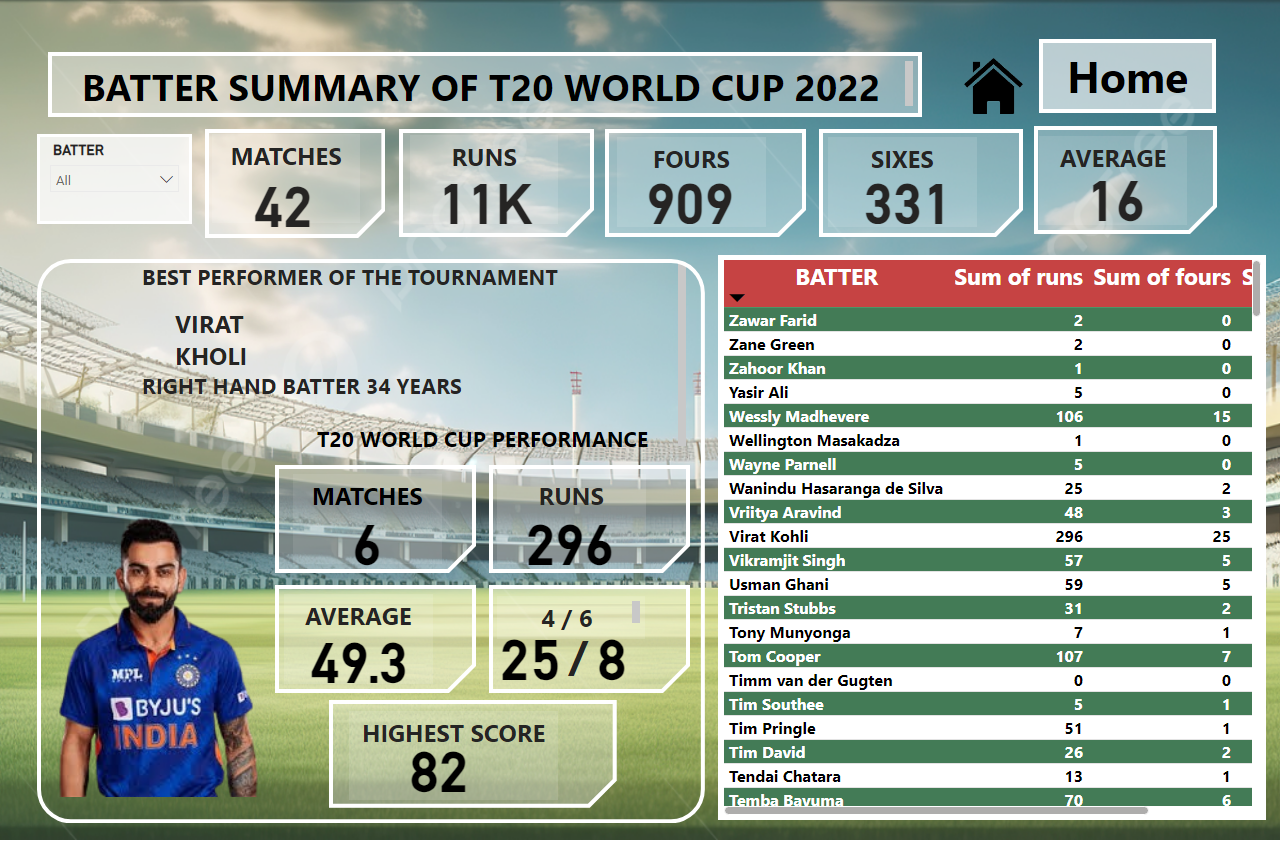 BATTER SUMMARY OF T20 WORLD CUP 2022
Home
BATTER
All
MATCHES
42
RUNS
11K
FOURS
909
SIXES
331
AVERAGE
16
BEST PERFORMER OF THE TOURNAMENT
VIRAT
KHOLI
RIGHT HAND BATTER 34 YEARS
T20 WORLD CUP PERFORMANCE
MATCHES
6
RUNS
296
AVERAGE
49.3
4 / 6
25 / 8
HIGHEST SCORE
82
MPL
BYJU'S
INDIA
BATTER Sum of runs Sum of fours S
Zawar Farid 2 0
Zane Green 2 0
Zahoor Khan 1 0
Yasir Ali 5 0
Wessly Madhevere 106 15
Wellington Masakadza 1 0
Wayne Parnell 5 0
Wanindu Hasaranga de Silva 25 2
Vriitya Aravind 48 3
Virat Kohli 296 25
Vikramjit Singh 57 5
Usman Ghani 59 5
Tristan Stubbs 31 2
Tony Munyonga 7 1
Tom Cooper 107 7
Timm van der Gugten 0 0
Tim Southee 5 1
Tim Pringle 51 1
Tim David 26 2
Tendai Chatara 13 1
Temba Bavuma 70 6